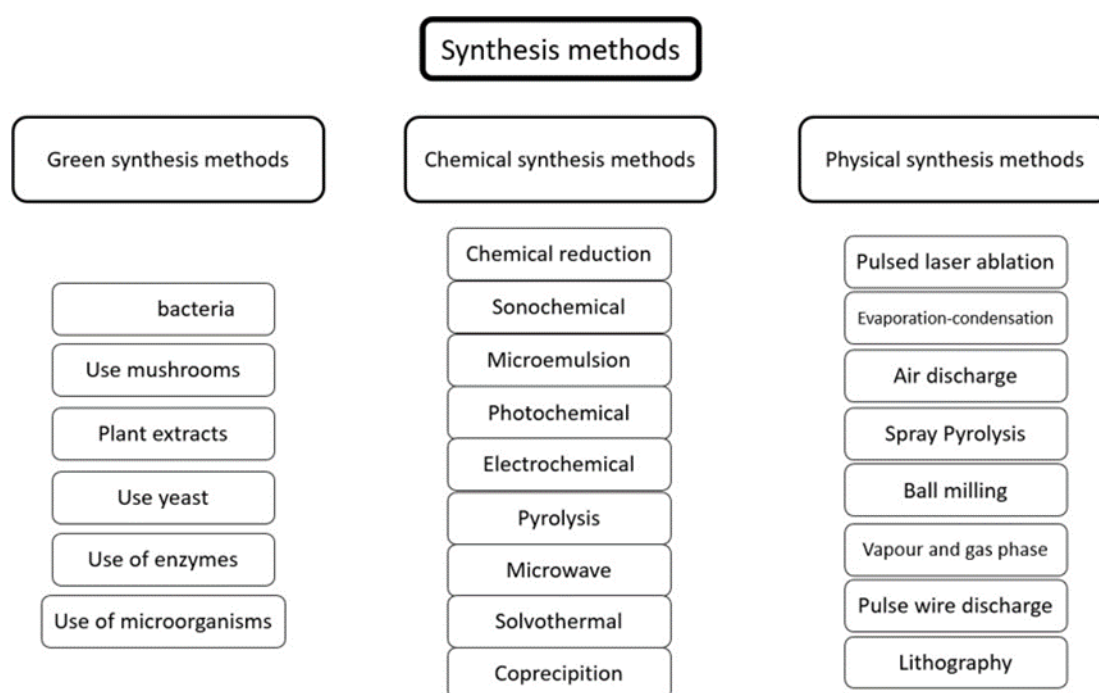 Synthesis methods
Green synthesis methods
bacteria
Use mushrooms
Plant extracts
Use yeast
Use of enzymes
Use of microorganisms
Chemical synthesis methods
Chemical reduction
Sonochemical
Microemulsion
Photochemical
Electrochemical
Pyrolysis
Microwave
Solvothermal
Coprecipition
Physical synthesis methods
Pulsed laser ablation
Evaporation-condensation
Air discharge
Spray Pyrolysis
Ball milling
Vapour and gas phase
Pulse wire discharge
Lithography